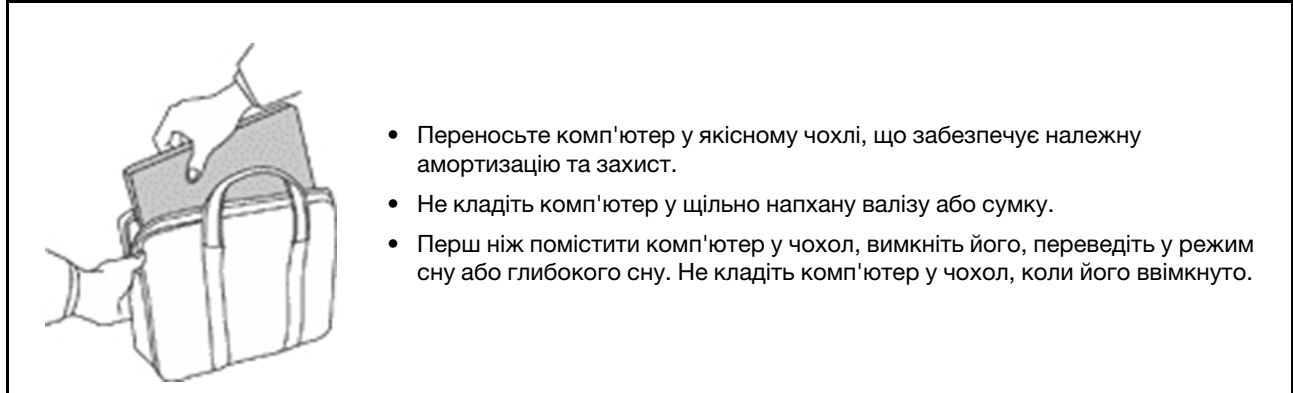 • Переносьте комп'ютер у якісному чохлі, що забезпечує належну
амортизацію та захист.
• Не кладіть комп'ютер у щільно напхану валізу або сумку.
• Перш ніж помістити комп'ютер у чохол, вимкніть його, переведіть у режим
сну або глибокого сну. Не кладіть комп'ютер у чохол, коли його ввімкнуто.